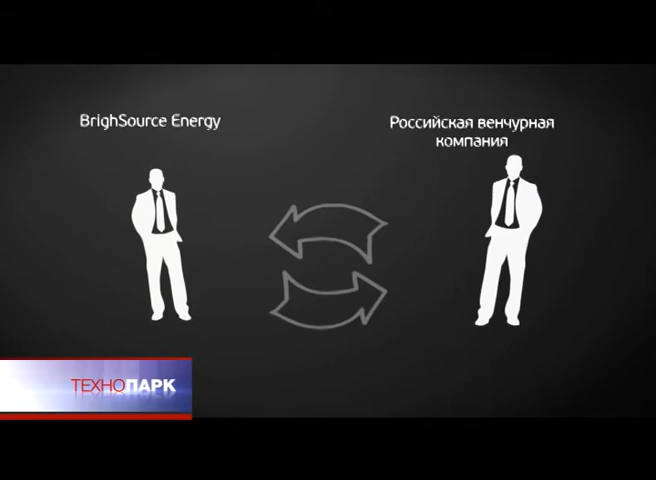 BrighSource Energy
Российская венчурная
компания
ТЕХНОПАРК